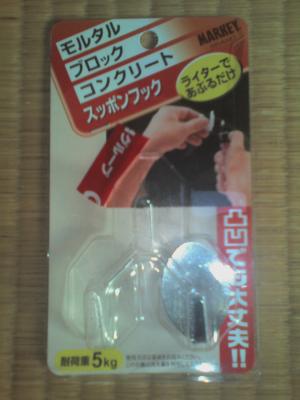 モルタル
ブロック
コンクリート
スッポンフック
MARKEY
ライターで
あぶるだけ
凸凹でも大丈夫!!
耐荷重5kg